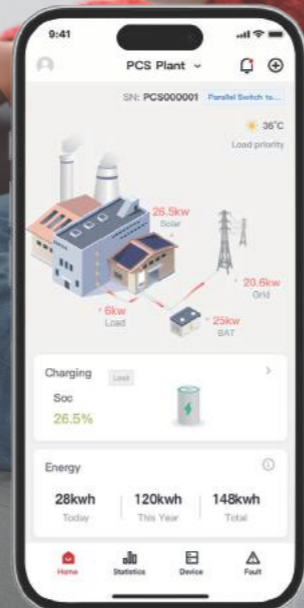 9:41
PCS Plant
SN: PCS000001 Parallel Switch to...
36°C
Load priority
26.5kw
Solar
20.6kw
Grid
6kw
Load
25kw
BAT
Charging
Soc
26.5%
Energy
28kwh 120kwh 148kwh
Today This Year Total
Home Statistics Device Fault